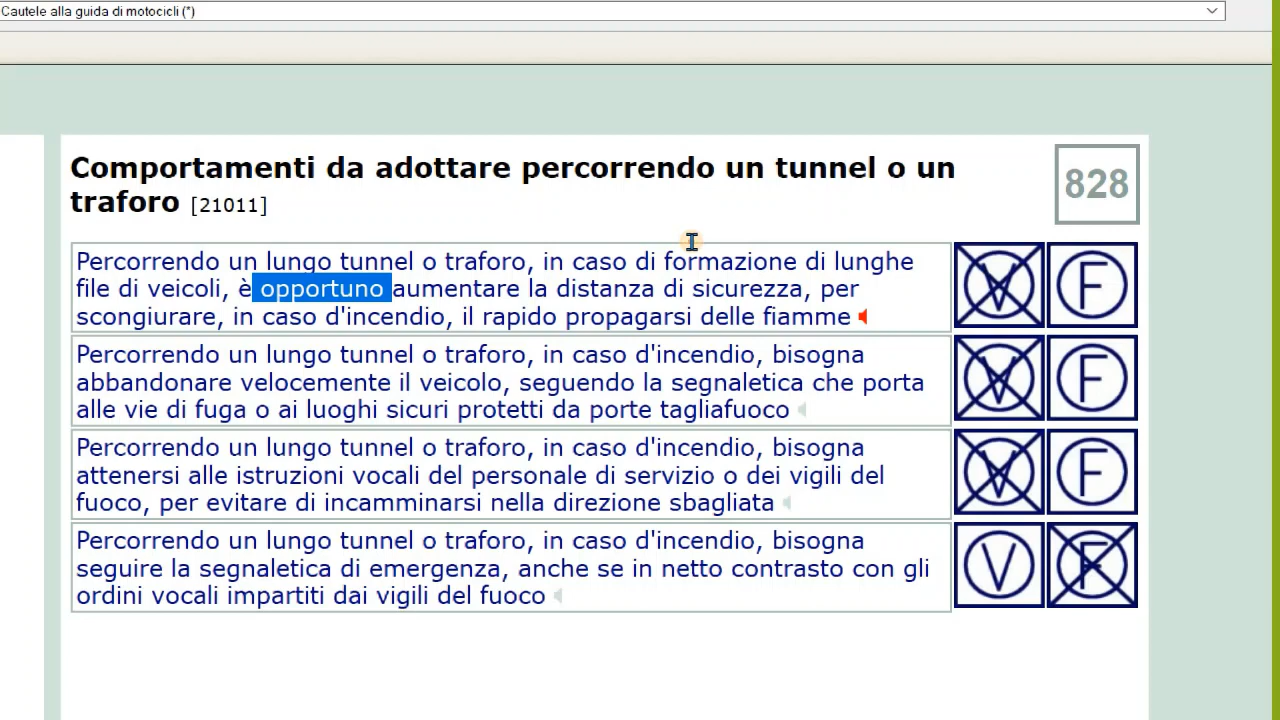 Cautele alla guida di motocicli (*)
Comportamenti da adottare percorrendo un tunnel o un
traforo [21011]
828
Percorrendo un lungo tunnel o traforo, in caso di formazione di lunghe
file di veicoli, è opportuno aumentare la distanza di sicurezza, per
scongiurare, in caso d'incendio, il rapido propagarsi delle fiamme
V F
Percorrendo un lungo tunnel o traforo, in caso d'incendio, bisogna
abbandonare velocemente il veicolo, seguendo la segnaletica che porta
alle vie di fuga o ai luoghi sicuri protetti da porte tagliafuoco
V F
Percorrendo un lungo tunnel o traforo, in caso d'incendio, bisogna
attenersi alle istruzioni vocali del personale di servizio o dei vigili del
fuoco, per evitare di incamminarsi nella direzione sbagliata
V F
Percorrendo un lungo tunnel o traforo, in caso d'incendio, bisogna
seguire la segnaletica di emergenza, anche se in netto contrasto con gli
ordini vocali impartiti dai vigili del fuoco
V F